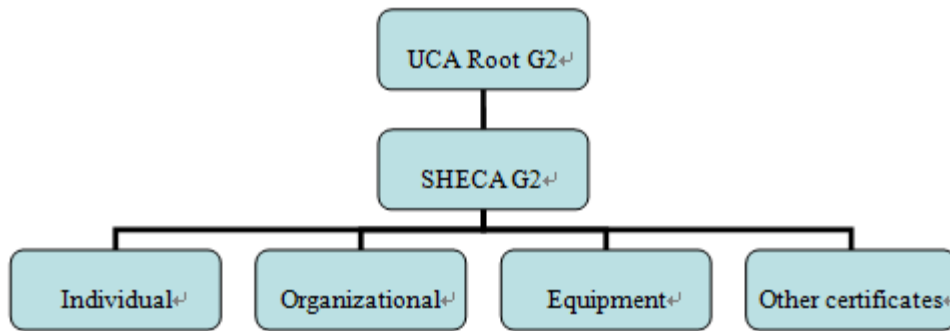 UCA Root G2↵
SHECA G2↵
Individual↵
Organizational↵
Equipment↵
Other certificates↵